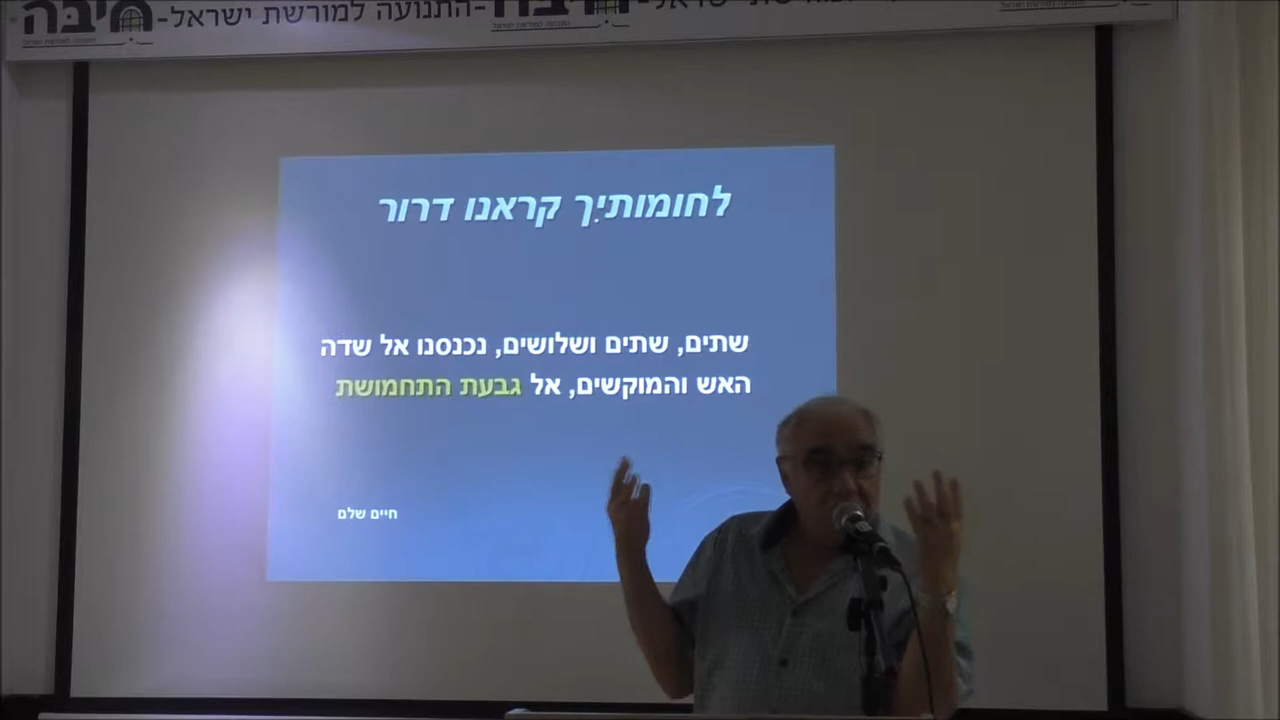 חיבה-התנועה למורשת ישראל-
לחומותיִך קראנו דרור
שתים, שתים ושלושים, נכנסנו אל שדה
האש והמוקשים, אל גבעת התחמושת
חיים שלם